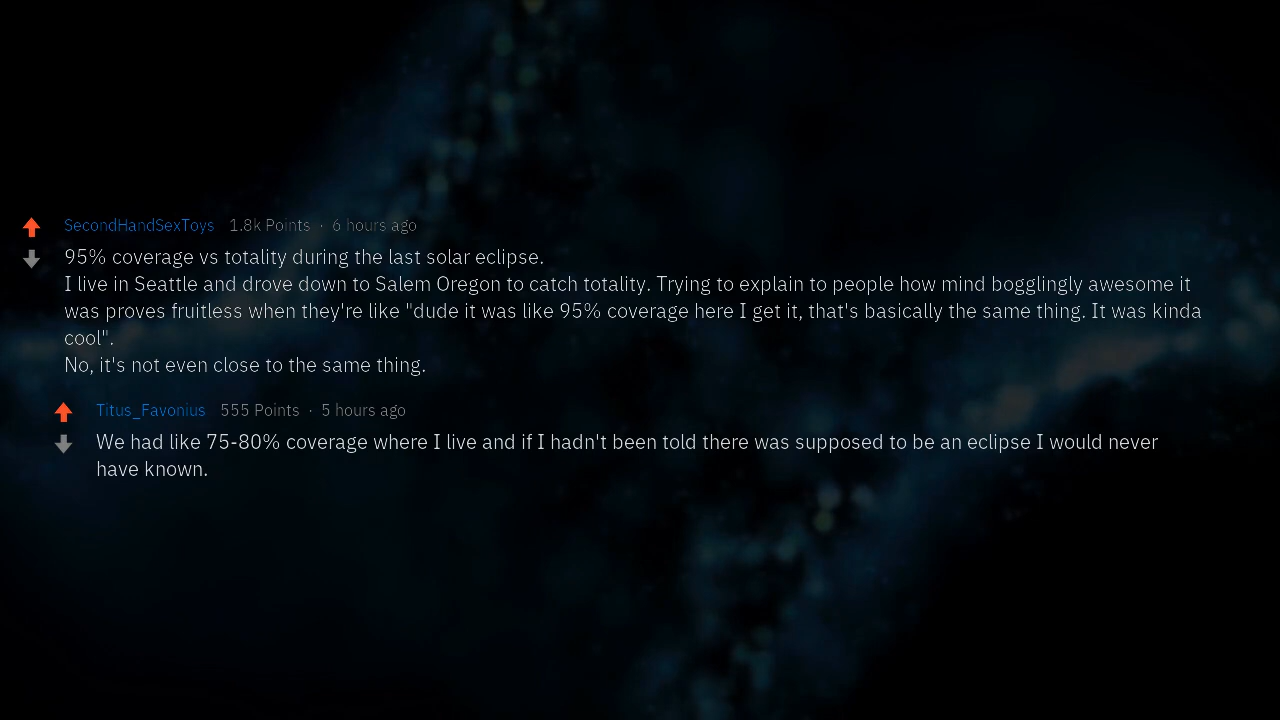 SecondHandSexToys 1.8k Points · 6 hours ago
95% coverage vs totality during the last solar eclipse.
I live in Seattle and drove down to Salem Oregon to catch totality. Trying to explain to people how mind bogglingly awesome it
was proves fruitless when they're like "dude it was like 95% coverage here I get it, that's basically the same thing. It was kinda
cool".
No, it's not even close to the same thing.
Titus_Favonius 555 Points · 5 hours ago
We had like 75-80% coverage where I live and if I hadn't been told there was supposed to be an eclipse I would never
have known.